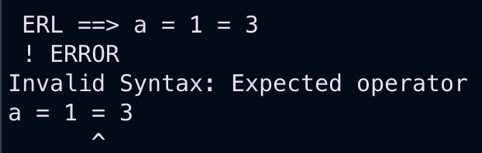 ERL ==> a = 1 = 3
! ERROR
Invalid Syntax: Expected operator
a = 1 = 3
^